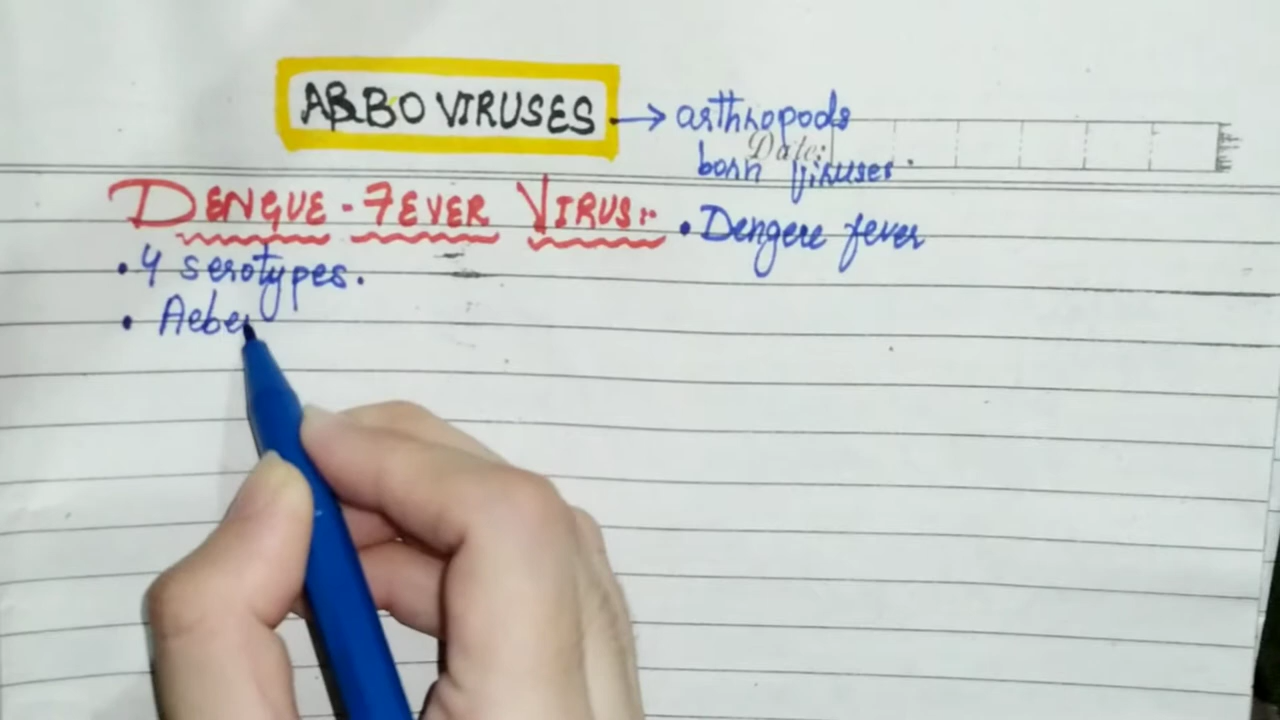 ARBO VIRUSES → arthropods
Date:
born viruses.
DENGUE - FEVER VIRUS:-
• Dengere fever
• 4 serotypes.
• Aebe